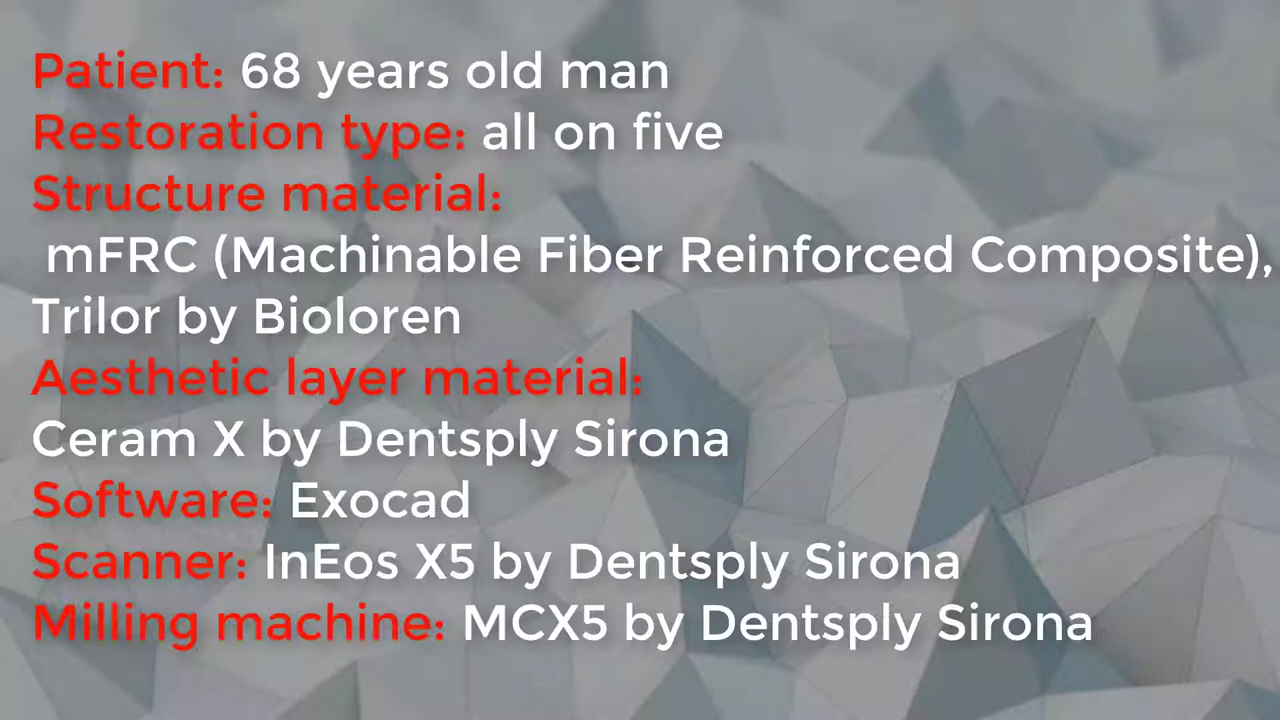 Patient: 68 years old man
Restoration type: all on five
Structure material:
mFRC (Machinable Fiber Reinforced Composite),
Trilor by Bioloren
Aesthetic layer material:
Ceram X by Dentsply Sirona
Software: Exocad
Scanner: InEos X5 by Dentsply Sirona
Milling machine: MCX5 by Dentsply Sirona